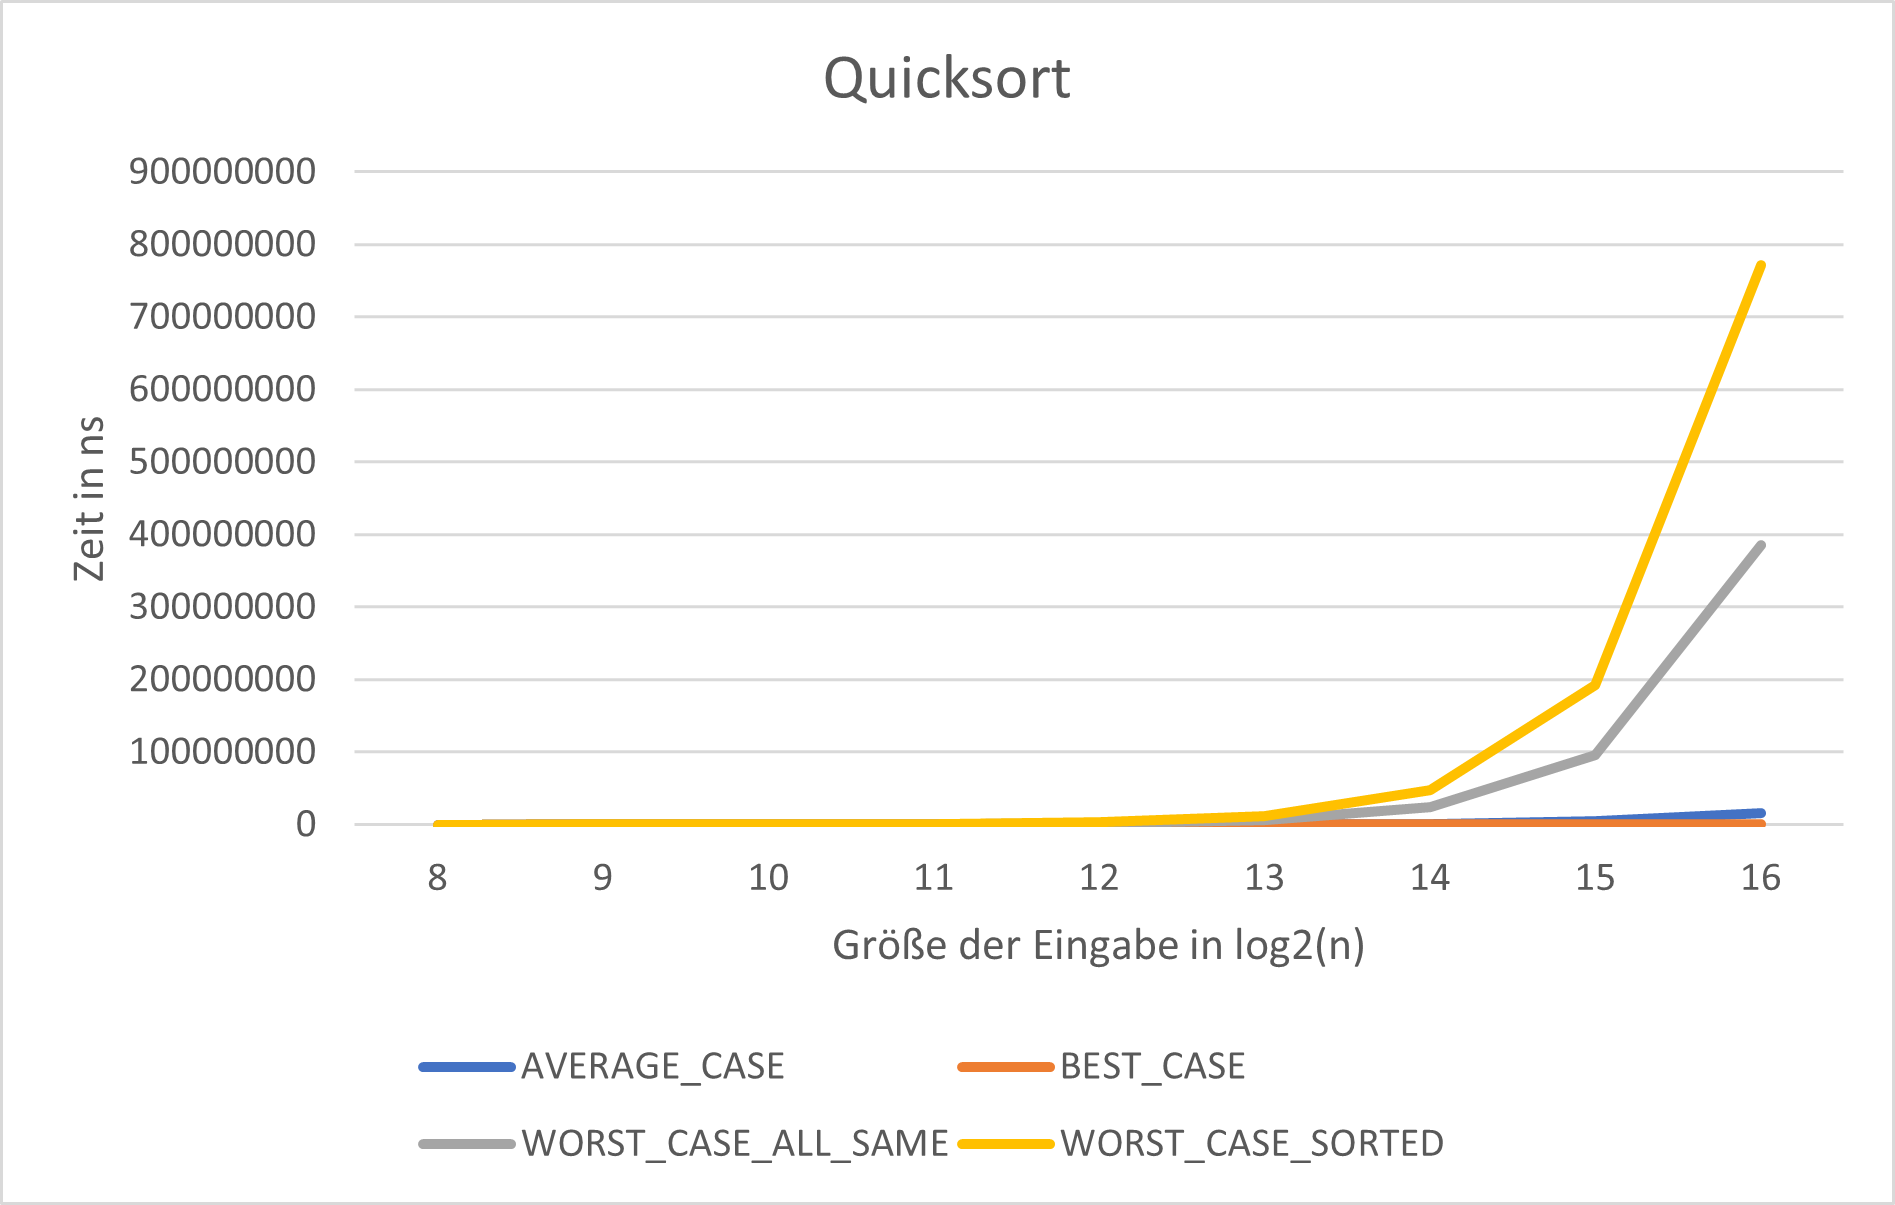 Quicksort
900000000
800000000
700000000
600000000
500000000
400000000
300000000
200000000
100000000
0
Zeit in ns
8 9 10 11 12 13 14 15 16
Größe der Eingabe in log2(n)
AVERAGE_CASE BEST_CASE
WORST_CASE_ALL_SAME WORST_CASE_SORTED